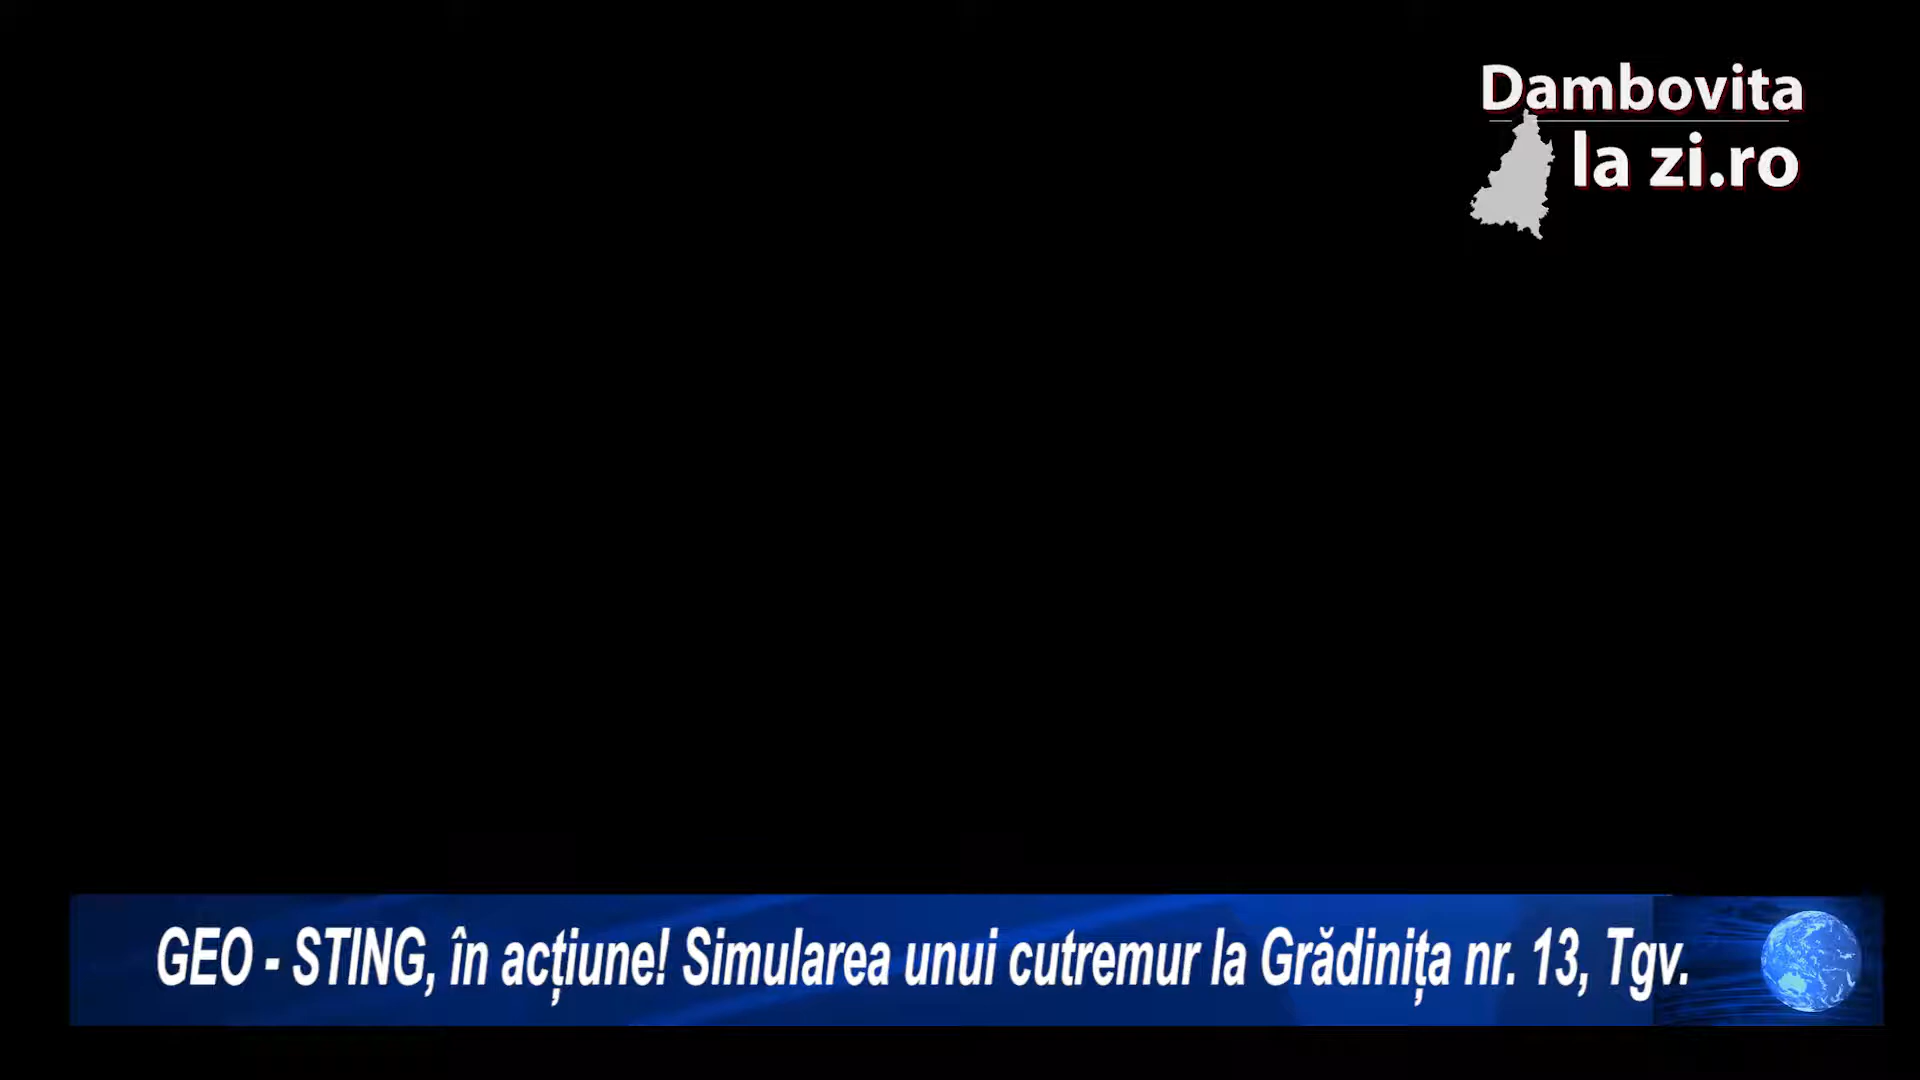 Dambovita
la zi.ro
GEO - STING, în acțiune! Simularea unui cutremur la Grădinița nr. 13, Tgv.